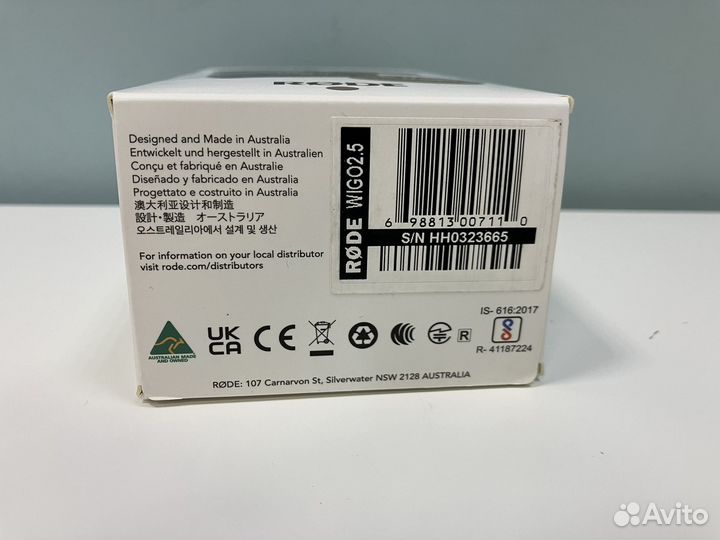 RØDE
Designed and Made in Australia
Entwickelt und hergestellt in Australien
Conçu et fabriqué en Australie
Diseñado y fabricado en Australia
Progettato e costruito in Australia
澳大利亚设计和制造
設計・製造 オーストラリア
오스트레일리아에서 설계 및 생산
For information on your local distributor
visit rode.com/distributors
RØDE WIGO2.5
6 98813 00711 0
S/N HH0323665
AUSTRALIAN MADE
AND OWNED
UK
CA
CE
R
IS- 616:2017
R- 41187224
RØDE: 107 Carnarvon St, Silverwater NSW 2128 AUSTRALIA
Avito